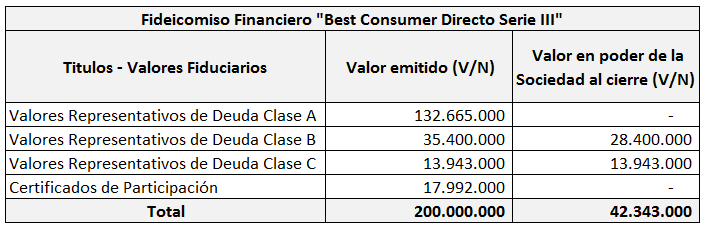 Fideicomiso Financiero "Best Consumer Directo Serie III"
Titulos - Valores Fiduciarios Valor emitido (V/N) Valor en poder de la Sociedad al cierre (V/N)
Valores Representativos de Deuda Clase A 132.665.000 -
Valores Representativos de Deuda Clase B 35.400.000 28.400.000
Valores Representativos de Deuda Clase C 13.943.000 13.943.000
Certificados de Participación 17.992.000 -
Total 200.000.000 42.343.000